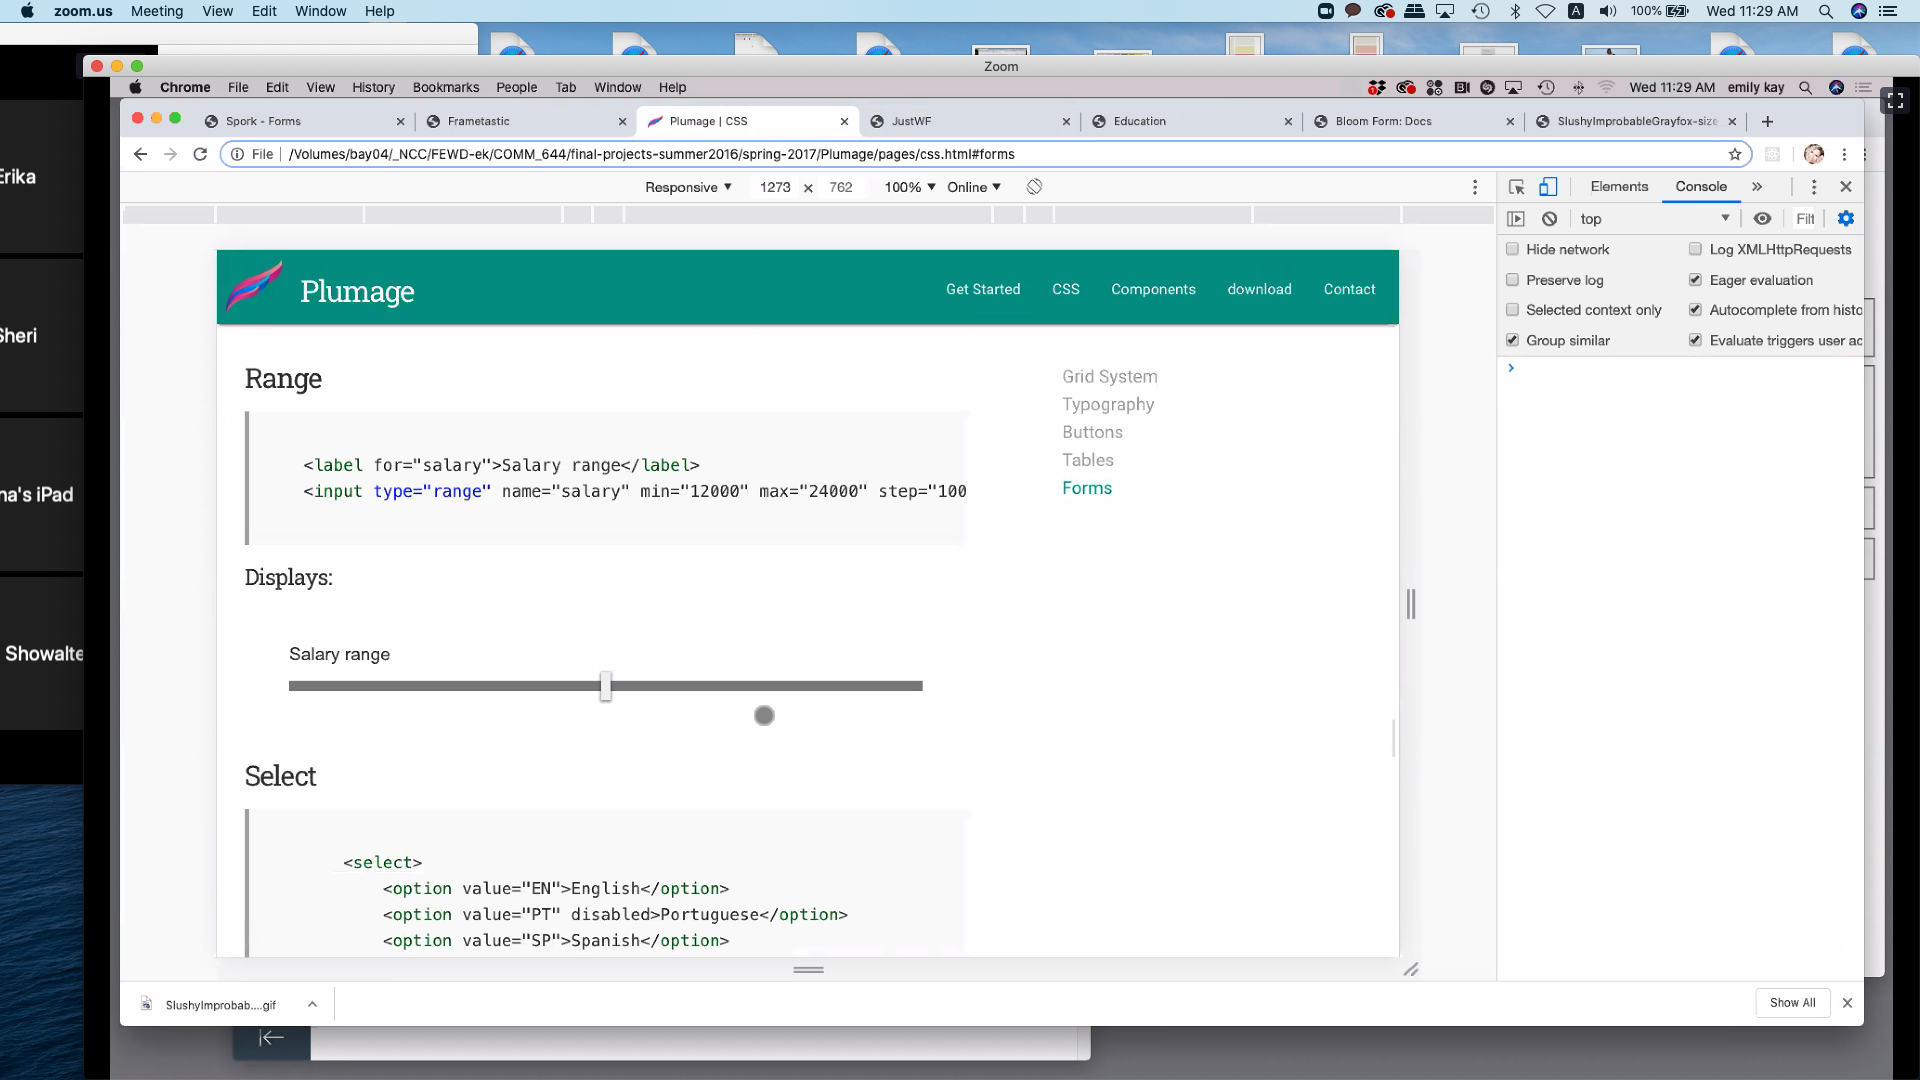 zoom.us Meeting View Edit Window Help
100% Wed 11:29 AM
Zoom
Chrome File Edit View History Bookmarks People Tab Window Help
Wed 11:29 AM emily kay
Spork - Forms
Frametastic
Plumage | CSS
JustWF
Education
Bloom Form: Docs
SlushyImprobableGrayfox-size
File /Volumes/bay04/_NCC/FEWD-ek/COMM_644/final-projects-summer2016/spring-2017/Plumage/pages/css.html#forms
Responsive 1273 × 762 100% Online
Elements Console
top Filt
Hide network Log XMLHttpRequests
Preserve log Eager evaluation
Selected context only Autocomplete from histo
Group similar Evaluate triggers user ac
Erika
Sheri
na's iPad
Showalte
Plumage
Get Started CSS Components download Contact
Range
<label for="salary">Salary range</label>
<input type="range" name="salary" min="12000" max="24000" step="100
Displays:
Salary range
Select
<select>
<option value="EN">English</option>
<option value="PT" disabled>Portuguese</option>
<option value="SP">Spanish</option>
Grid System
Typography
Buttons
Tables
Forms
SlushyImprobab....gif
Show All